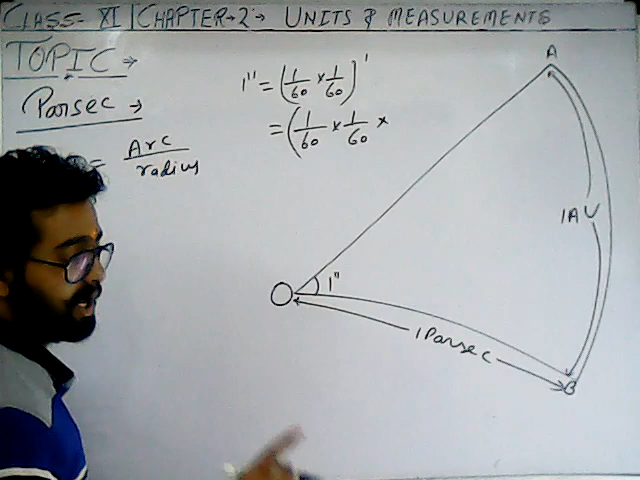 CLASS- XI | CHAPTER-2:→ UNITS & MEASUREMENTS
TOPIC →
Parsec →
= Arc / radius
1" = (1/60 × 1/60)'
= (1/60 × 1/60 ×
A
1AU
1"
O
1Parsec
B